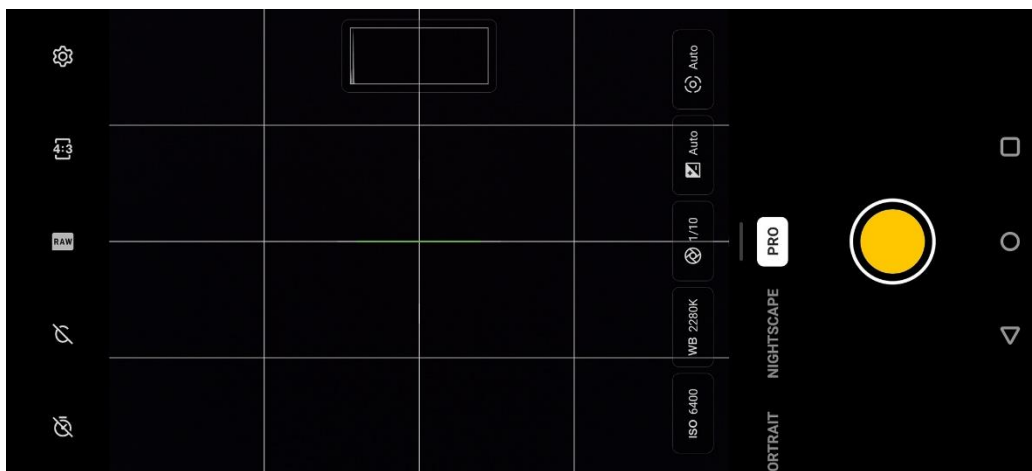 RAW 4:3
ISO 6400 WB 2280K 1/10 Auto Auto
ORTRAIT NIGHTSCAPE PRO